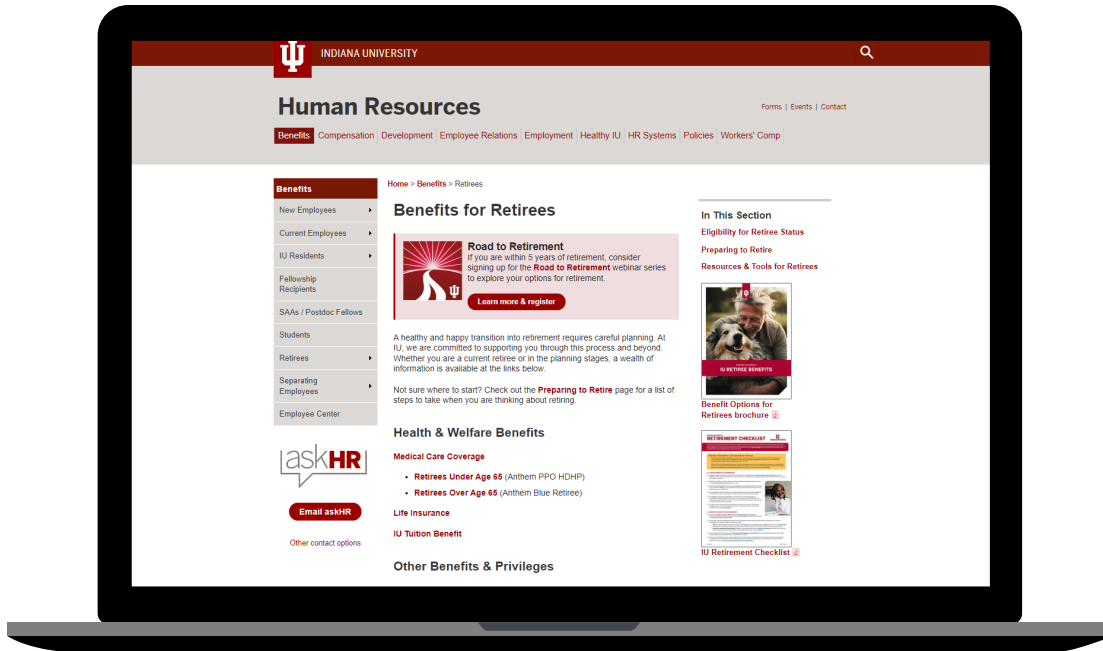 INDIANA UNIVERSITY
Human Resources
Forms | Events | Contact
Benefits Compensation Development Employee Relations Employment Healthy IU HR Systems Policies Workers' Comp
Benefits
New Employees
Current Employees
IU Residents
Fellowship
Recipients
SAAs / Postdoc Fellows
Students
Retirees
Separating
Employees
Employee Center
askHR
Email askHR
Other contact options
Home > Benefits > Retirees
Benefits for Retirees
Road to Retirement
If you are within 5 years of retirement, consider
signing up for the Road to Retirement webinar series
to explore your options for retirement.
Learn more & register
A healthy and happy transition into retirement requires careful planning. At
IU, we are committed to supporting you through this process and beyond.
Whether you are a current retiree or in the planning stages, a wealth of
information is available at the links below.
Not sure where to start? Check out the Preparing to Retire page for a list of
steps to take when you are thinking about retiring.
Health & Welfare Benefits
Medical Care Coverage
• Retirees Under Age 65 (Anthem PPO HDHP)
• Retirees Over Age 65 (Anthem Blue Retiree)
Life Insurance
IU Tuition Benefit
Other Benefits & Privileges
In This Section
Eligibility for Retiree Status
Preparing to Retire
Resources & Tools for Retirees
IU RETIREE BENEFITS
Benefit Options for
Retirees brochure
RETIREMENT CHECKLIST
IU Retirement Checklist